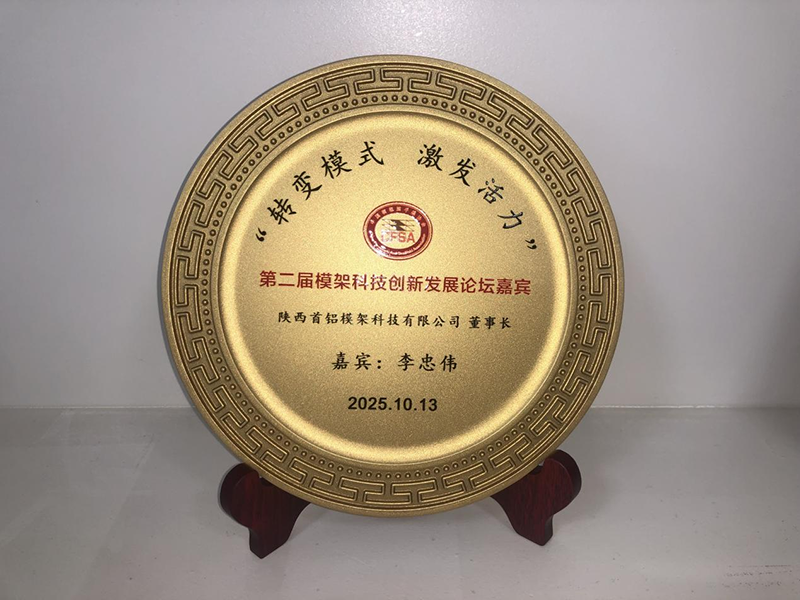 “转变模式 激发活力”
CFSA
第二届模架科技创新发展论坛嘉宾
陕西首铝模架科技有限公司 董事长
嘉宾：李忠伟
2025.10.13